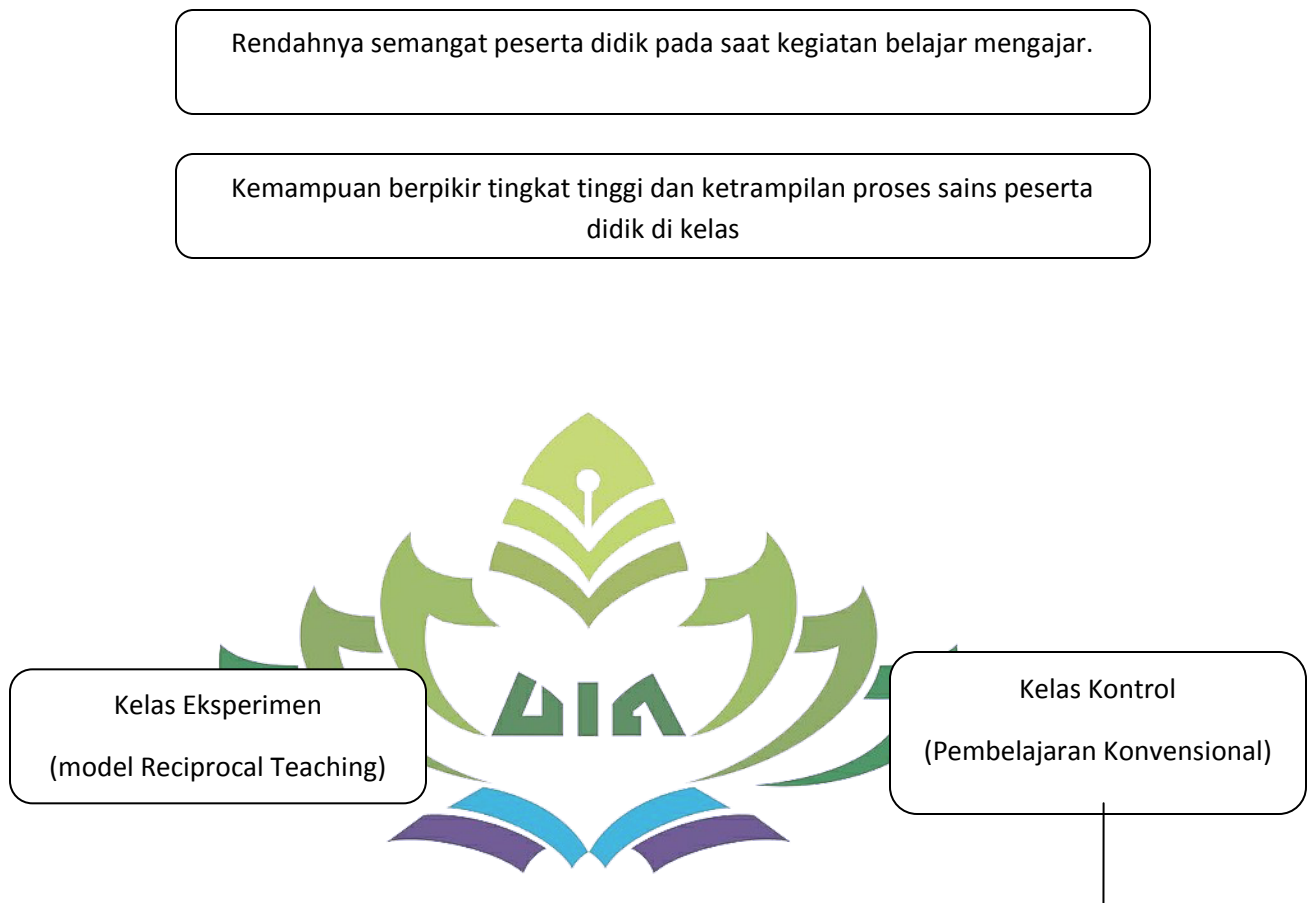 Rendahnya semangat peserta didik pada saat kegiatan belajar mengajar.
Kemampuan berpikir tingkat tinggi dan ketrampilan proses sains peserta
didik di kelas
Kelas Eksperimen
(model Reciprocal Teaching)
Kelas Kontrol
(Pembelajaran Konvensional)